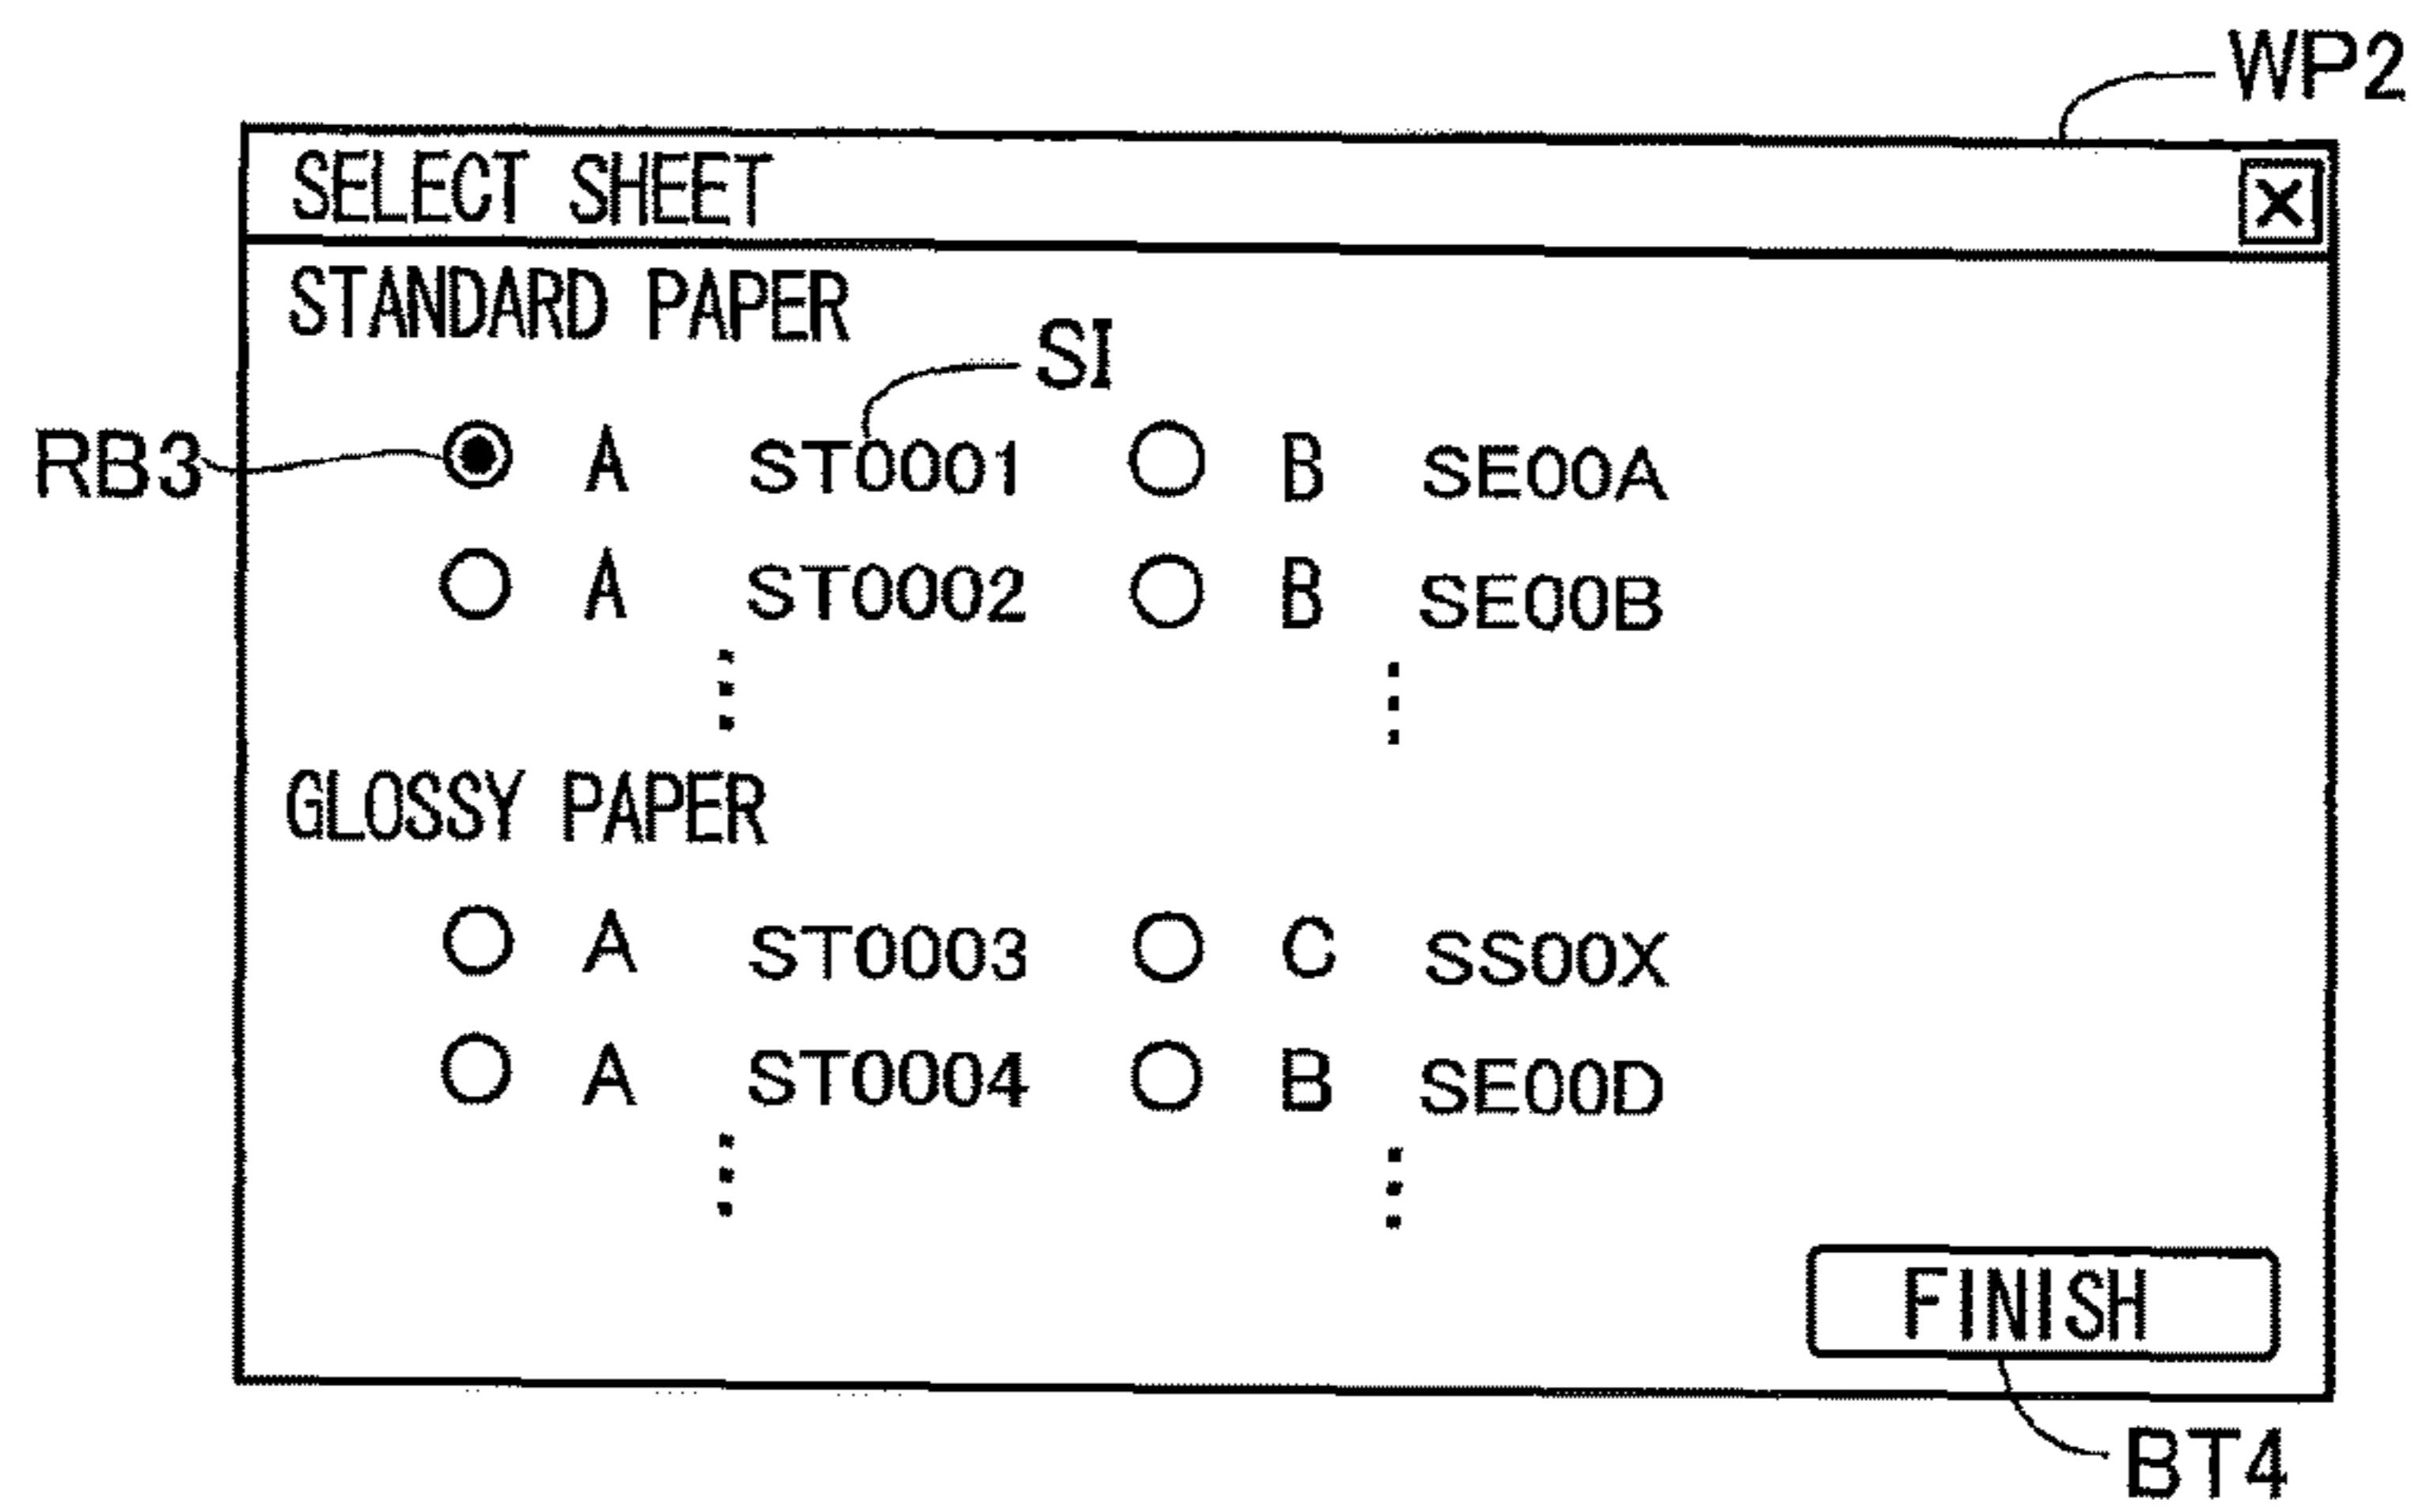 WP2
SELECT SHEET X
STANDARD PAPER
SI
RB3 A ST0001 B SE00A
A ST0002 B SE00B
GLOSSY PAPER
A ST0003 C SS00X
A ST0004 B SE00D
FINISH
BT4